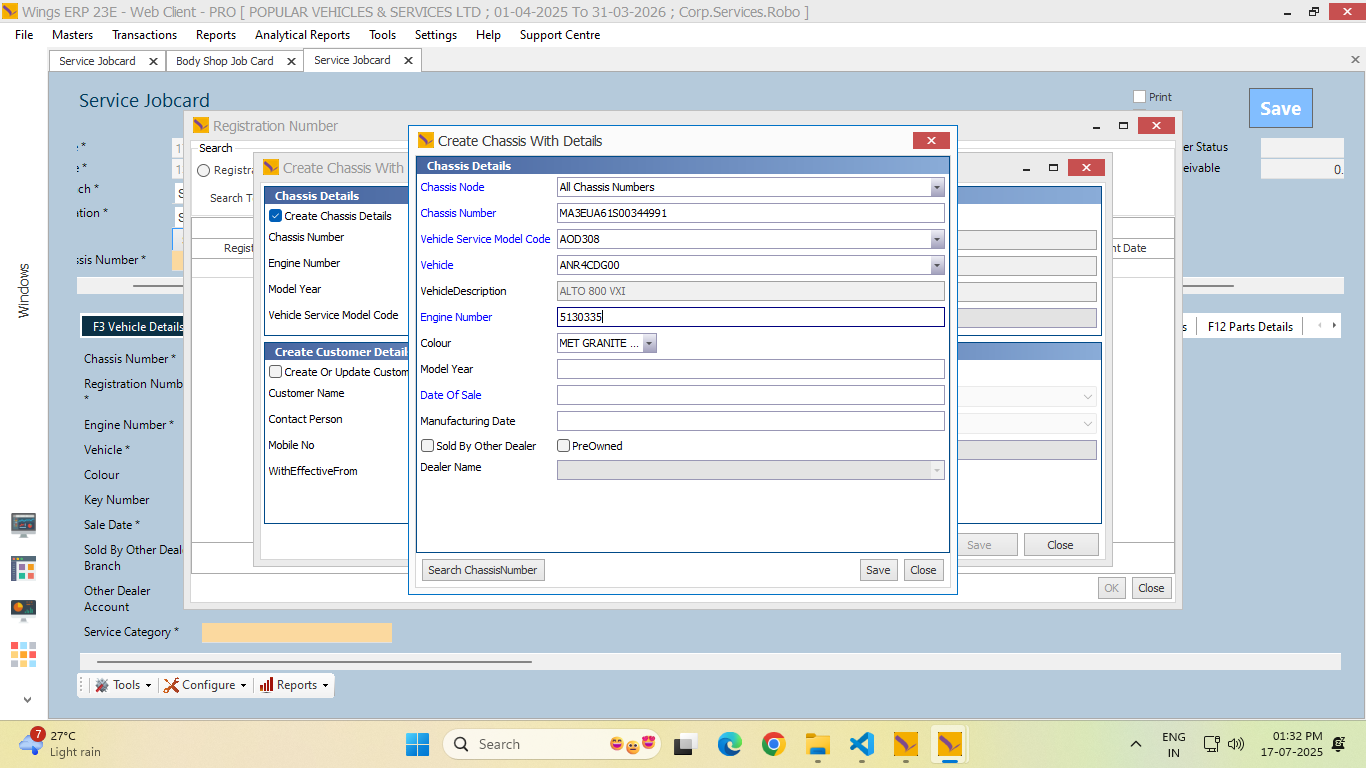 Wings ERP 23E - Web Client - PRO [ POPULAR VEHICLES & SERVICES LTD ; 01-04-2025 To 31-03-2026 ; Corp.Services.Robo ]
File Masters Transactions Reports Analytical Reports Tools Settings Help Support Centre
Service Jobcard Body Shop Job Card Service Jobcard
Service Jobcard
Print
Save
Registration Number
Search
Registra
Search T
Regist
nt Date
er Status
eivable
0.
ch *
ation *
ssis Number *
Windows
Create Chassis With
Chassis Details
Create Chassis Details
Chassis Number
Engine Number
Model Year
Vehicle Service Model Code
Create Customer Detail
Create Or Update Custom
Customer Name
Contact Person
Mobile No
WithEffectiveFrom
Save Close
OK Close
Create Chassis With Details
Chassis Details
Chassis Node All Chassis Numbers
Chassis Number MA3EUA61S00344991
Vehicle Service Model Code AOD308
Vehicle ANR4CDG00
VehicleDescription ALTO 800 VXI
Engine Number 5130335
Colour MET GRANITE ...
Model Year
Date Of Sale
Manufacturing Date
Sold By Other Dealer PreOwned
Dealer Name
Search ChassisNumber Save Close
F3 Vehicle Details
s F12 Parts Details
Chassis Number *
Registration Numb
*
Engine Number *
Vehicle *
Colour
Key Number
Sale Date *
Sold By Other Deal
Branch
Other Dealer
Account
Service Category *
Tools Configure Reports
7
27°C
Light rain
Search
ENG
IN
01:32 PM
17-07-2025